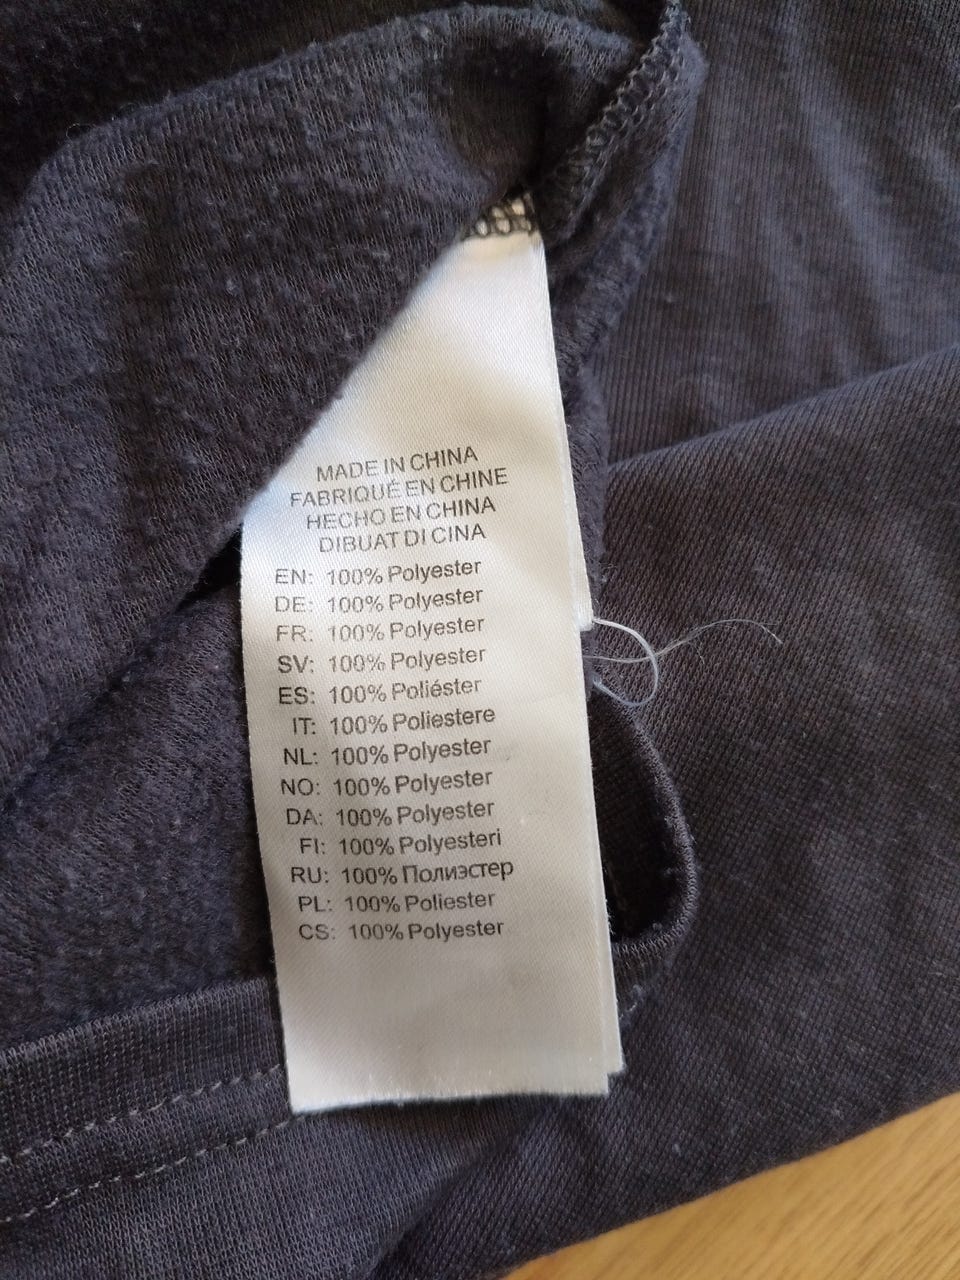 MADE IN CHINA
FABRIQUÉ EN CHINE
HECHO EN CHINA
DIBUAT DI CINA
EN: 100% Polyester
DE: 100% Polyester
FR: 100% Polyester
SV: 100% Polyester
ES: 100% Poliéster
IT: 100% Poliestere
NL: 100% Polyester
NO: 100% Polyester
DA: 100% Polyester
FI: 100% Polyesteri
RU: 100% Полиэстер
PL: 100% Poliester
CS: 100% Polyester